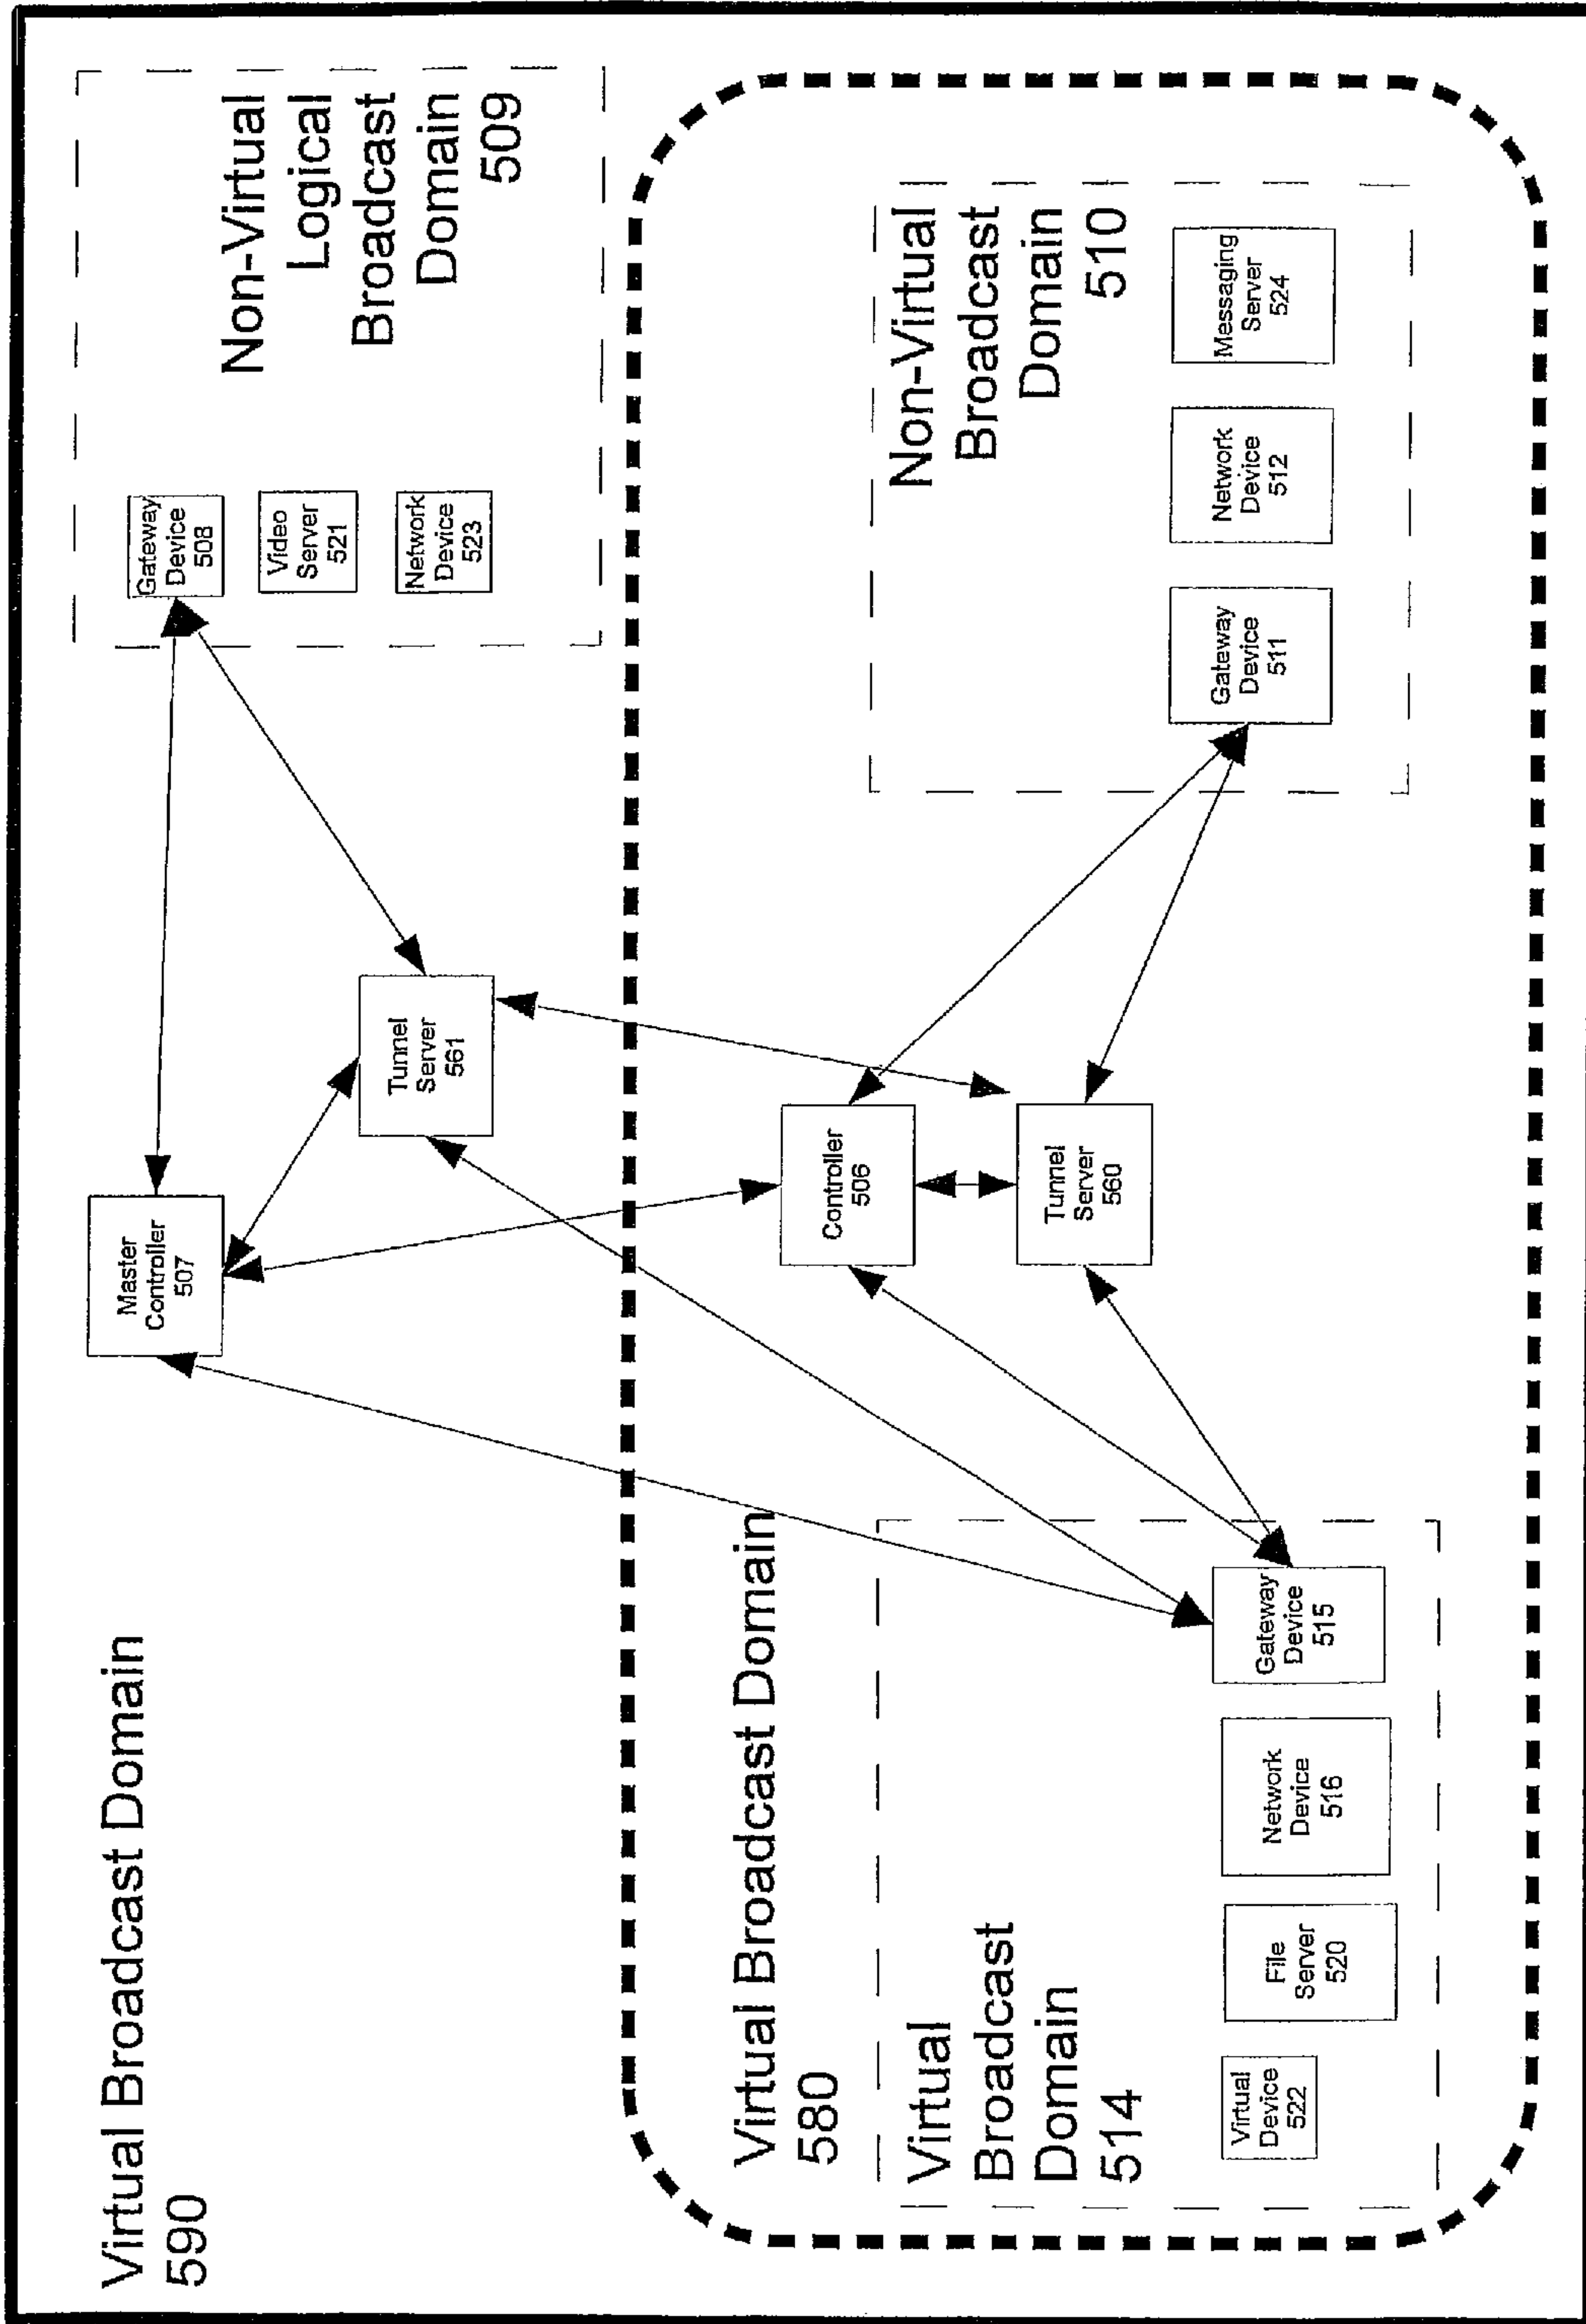 Virtual Broadcast Domain
590
Master
Controller
507
Tunnel
Server
561
Gateway
Device
508
Video
Server
521
Network
Device
523
Non-Virtual
Logical
Broadcast
Domain
509
Virtual Broadcast Domain
580
Virtual
Broadcast
Domain
514
Virtual
Device
522
File
Server
520
Network
Device
516
Gateway
Device
515
Controller
506
Tunnel
Server
560
Non-Virtual
Broadcast
Domain
510
Gateway
Device
511
Network
Device
512
Messaging
Server
524